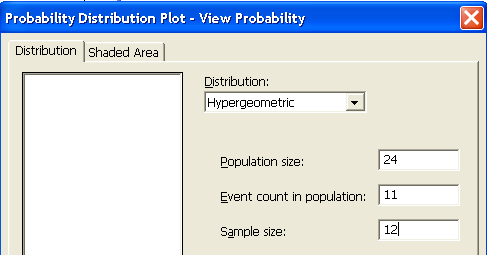 Probability Distribution Plot - View Probability
Distribution Shaded Area
Distribution:
Hypergeometric
Population size: 24
Event count in population: 11
Sample size: 12